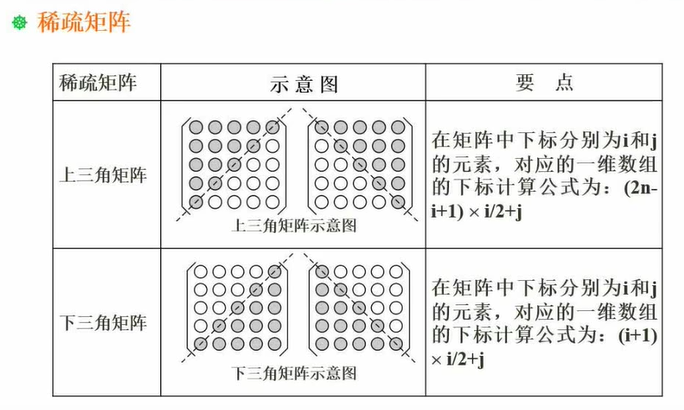 稀疏矩阵
稀疏矩阵
示意图
要 点
上三角矩阵
上三角矩阵示意图
在矩阵中下标分别为i和j
的元素，对应的一维数组
的下标计算公式为：(2n-
i+1)×i/2+j
下三角矩阵
下三角矩阵示意图
在矩阵中下标分别为i和j
的元素，对应的一维数组
的下标计算公式为：(i+1)
×i/2+j